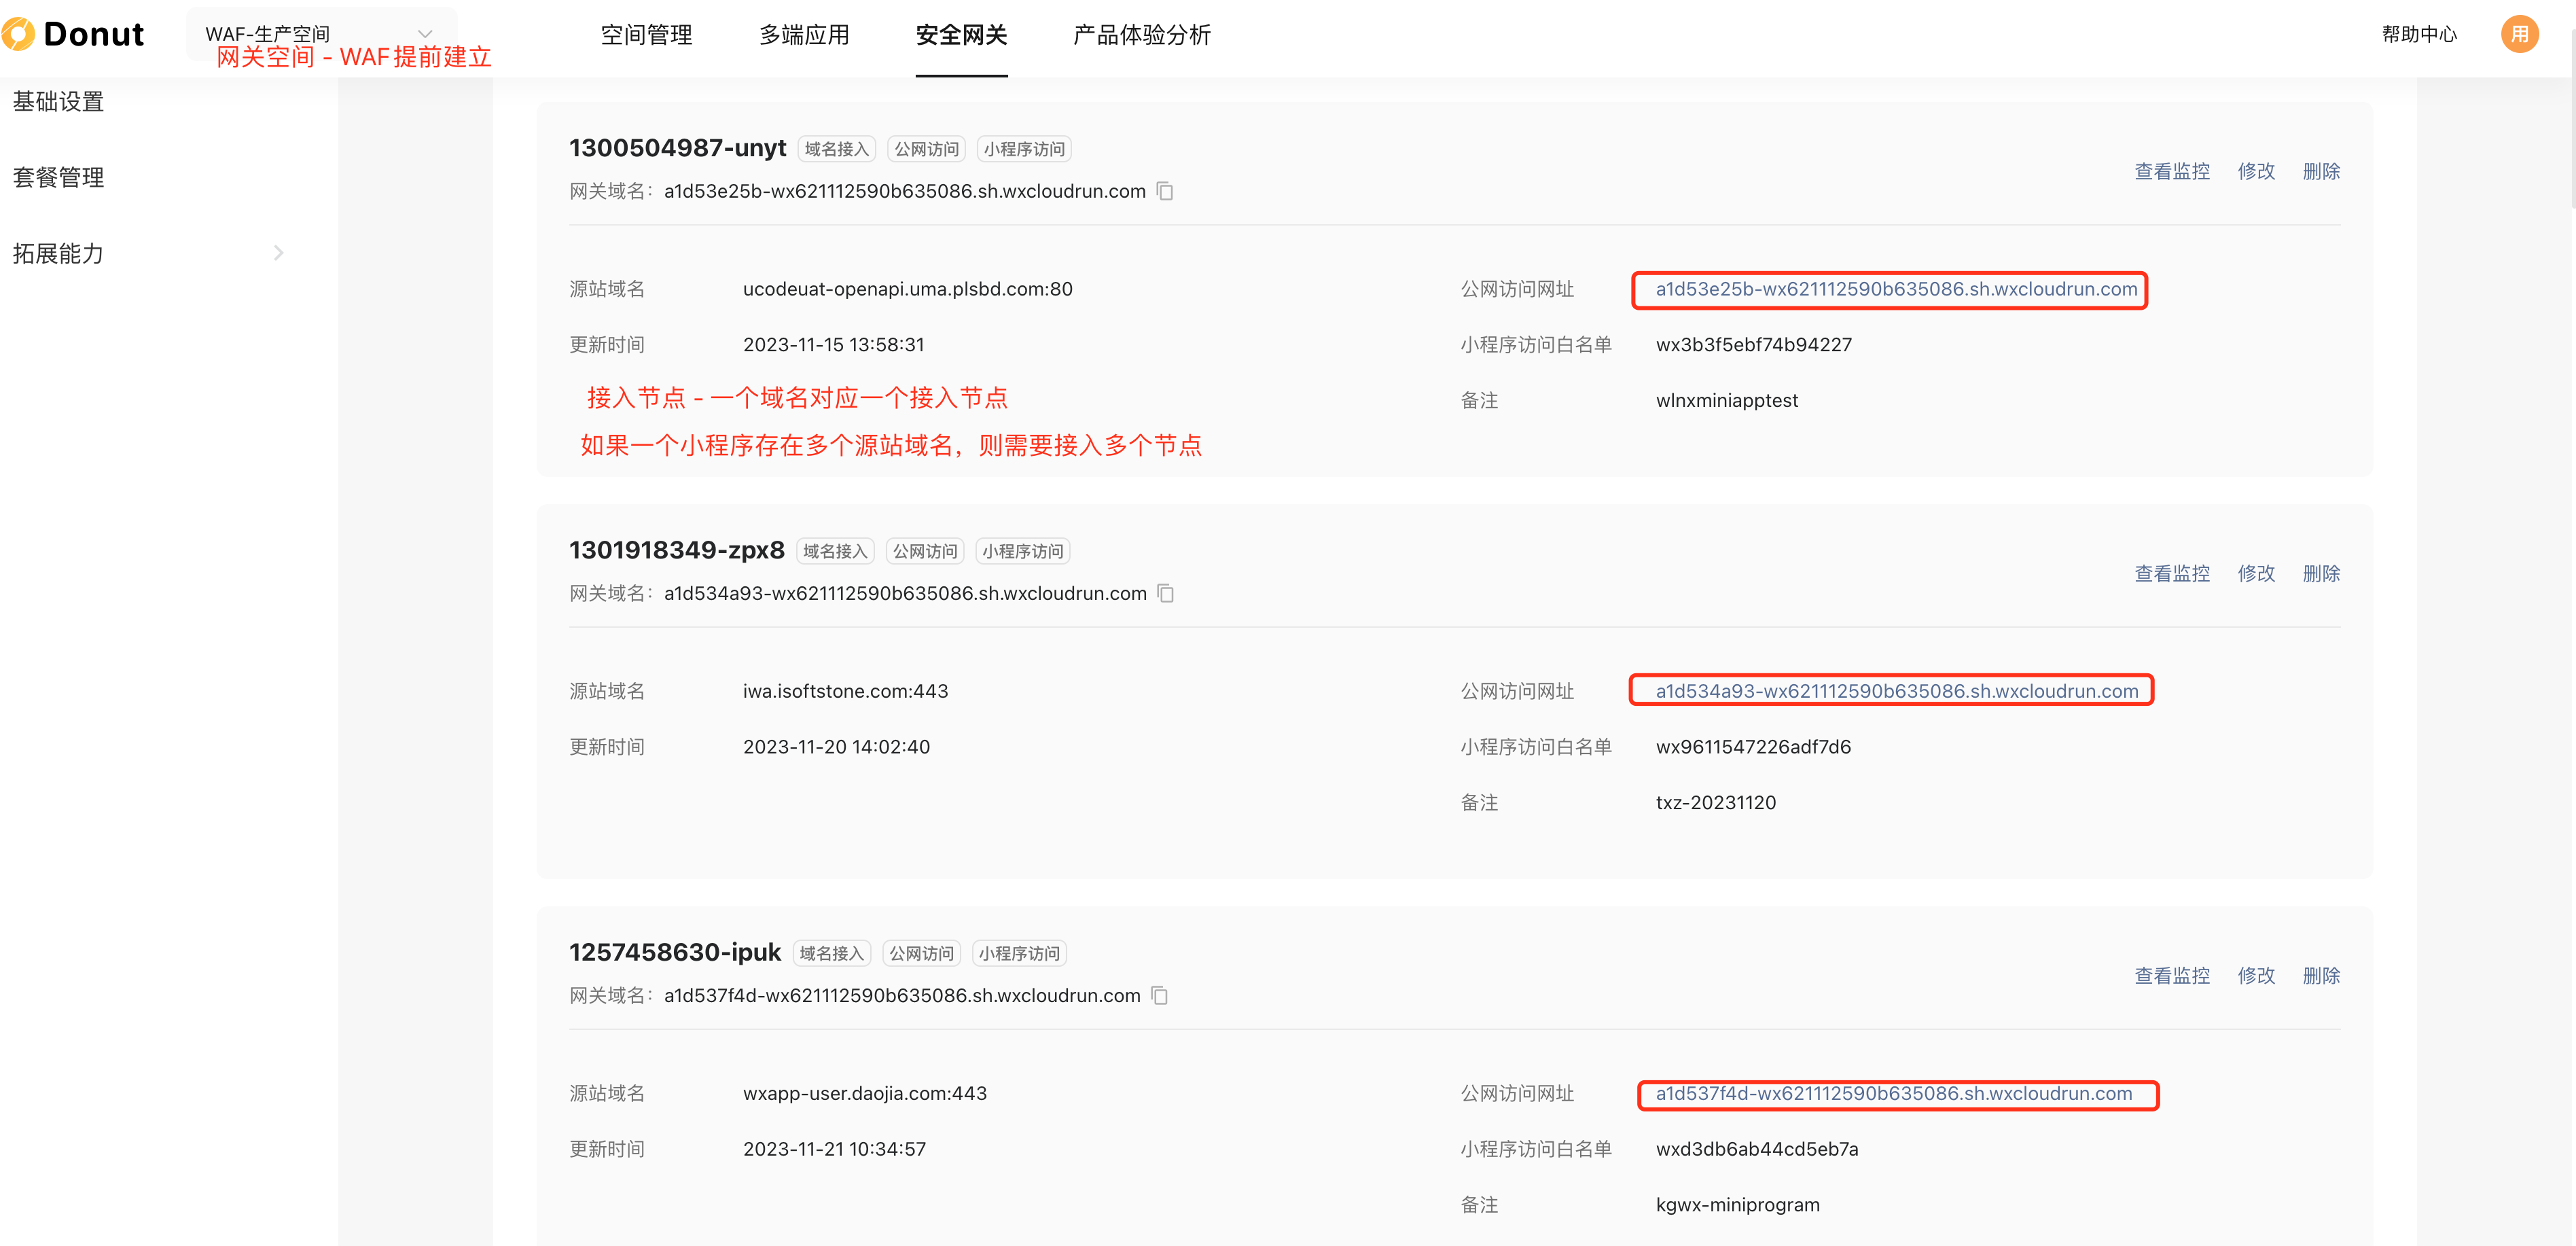 Donut
WAF-生产空间
空间管理
多端应用
安全网关
产品体验分析
帮助中心
用
网关空间 - WAF提前建立
基础设置
套餐管理
拓展能力
1300504987-unyt 域名接入 公网访问 小程序访问
查看监控 修改 删除
网关域名: a1d53e25b-wx621112590b635086.sh.wxcloudrun.com
源站域名 ucodeuat-openapi.uma.plsbd.com:80
公网访问网址 a1d53e25b-wx621112590b635086.sh.wxcloudrun.com
更新时间 2023-11-15 13:58:31
小程序访问白名单 wx3b3f5ebf74b94227
接入节点 - 一个域名对应一个接入节点
备注 wlnxminiapptest
如果一个小程序存在多个源站域名，则需要接入多个节点
1301918349-zpx8 域名接入 公网访问 小程序访问
查看监控 修改 删除
网关域名: a1d534a93-wx621112590b635086.sh.wxcloudrun.com
源站域名 iwa.isoftstone.com:443
公网访问网址 a1d534a93-wx621112590b635086.sh.wxcloudrun.com
更新时间 2023-11-20 14:02:40
小程序访问白名单 wx9611547226adf7d6
备注 txz-20231120
1257458630-ipuk 域名接入 公网访问 小程序访问
查看监控 修改 删除
网关域名: a1d537f4d-wx621112590b635086.sh.wxcloudrun.com
源站域名 wxapp-user.daojia.com:443
公网访问网址 a1d537f4d-wx621112590b635086.sh.wxcloudrun.com
更新时间 2023-11-21 10:34:57
小程序访问白名单 wxd3db6ab44cd5eb7a
备注 kgwx-miniprogram